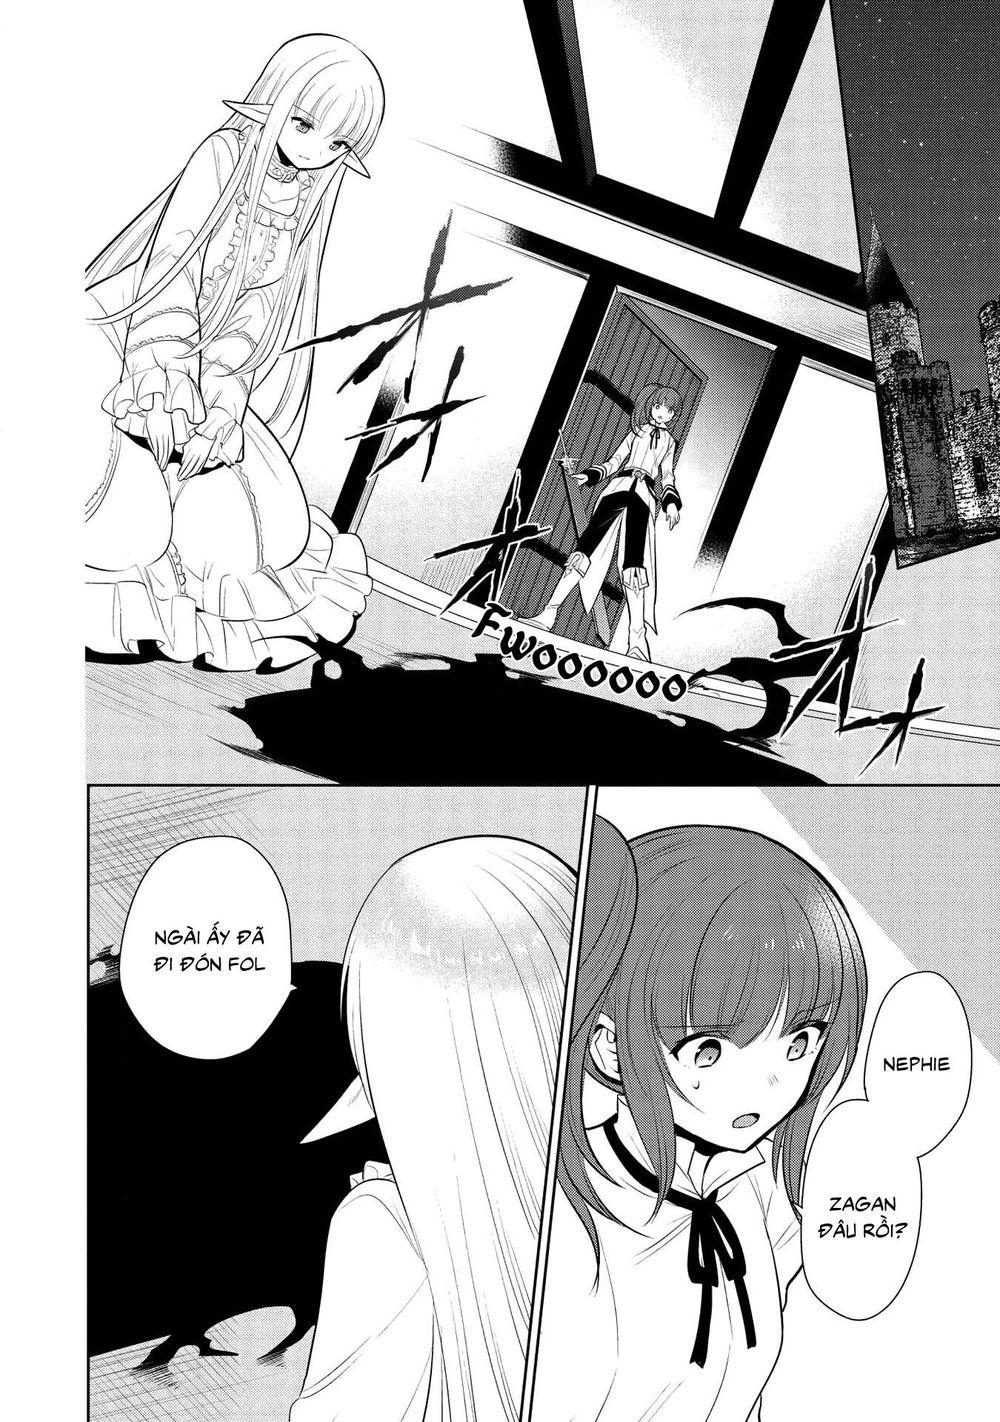 FWOOOOOO
NEPHIE
ZAGAN
ĐÂU RỒI?
NGÀI ẤY ĐÃ
ĐI ĐÓN FOL